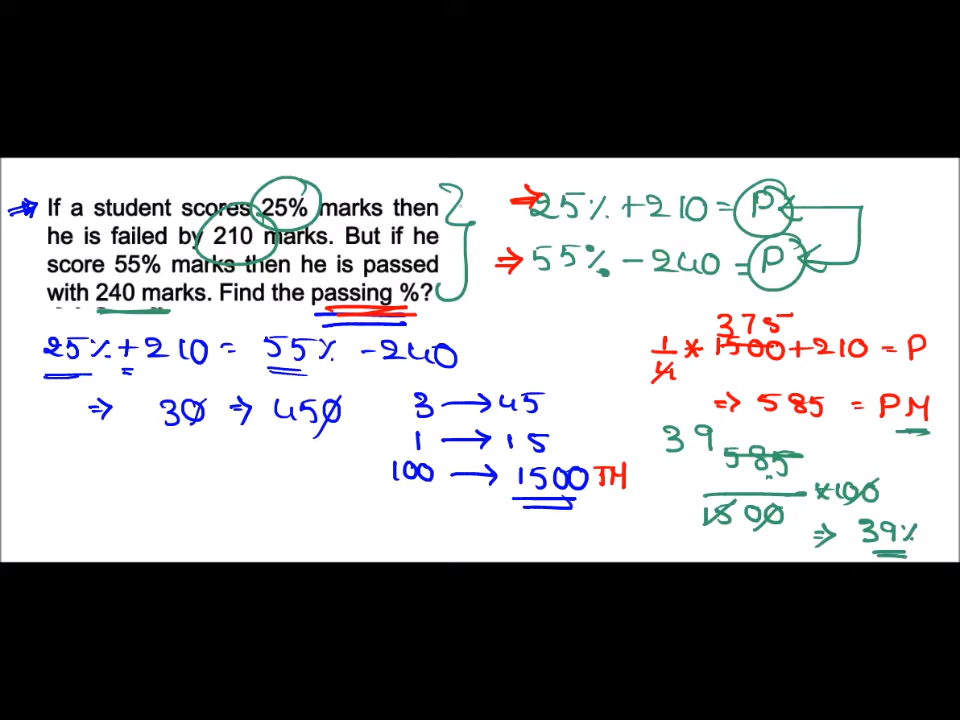 If a student scores 25% marks then
he is failed by 210 marks. But if he
score 55% marks then he is passed
with 240 marks. Find the passing %?
25% + 210 = P
55% - 240 = P
25% + 210 = 55% - 240
⇒ 30 ⇒ 450
3 → 45
1 → 15
100 → 1500 TM
375
1/4 * 1500 + 210 = P
⇒ 585 = PM
39
585/1500 * 100
⇒ 39%